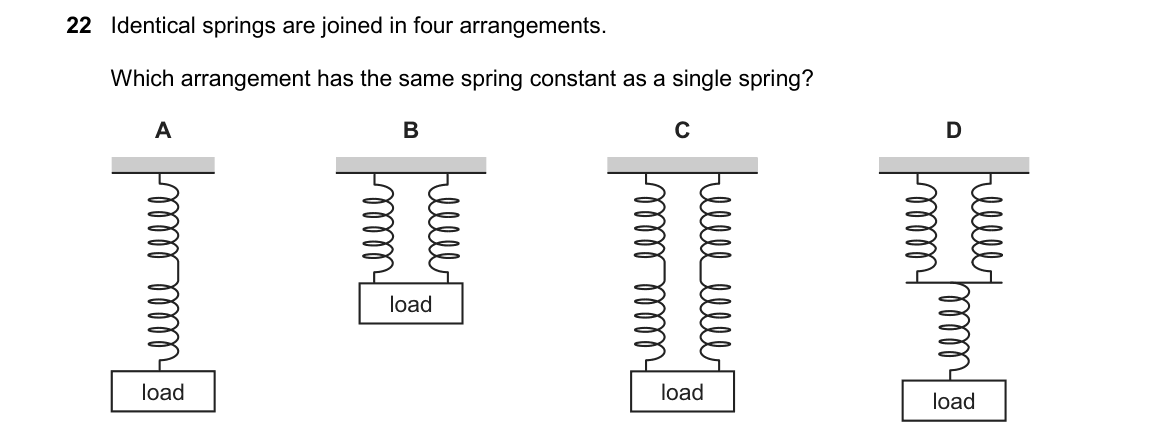 22 Identical springs are joined in four arrangements.
Which arrangement has the same spring constant as a single spring?
A B C D
load load load load